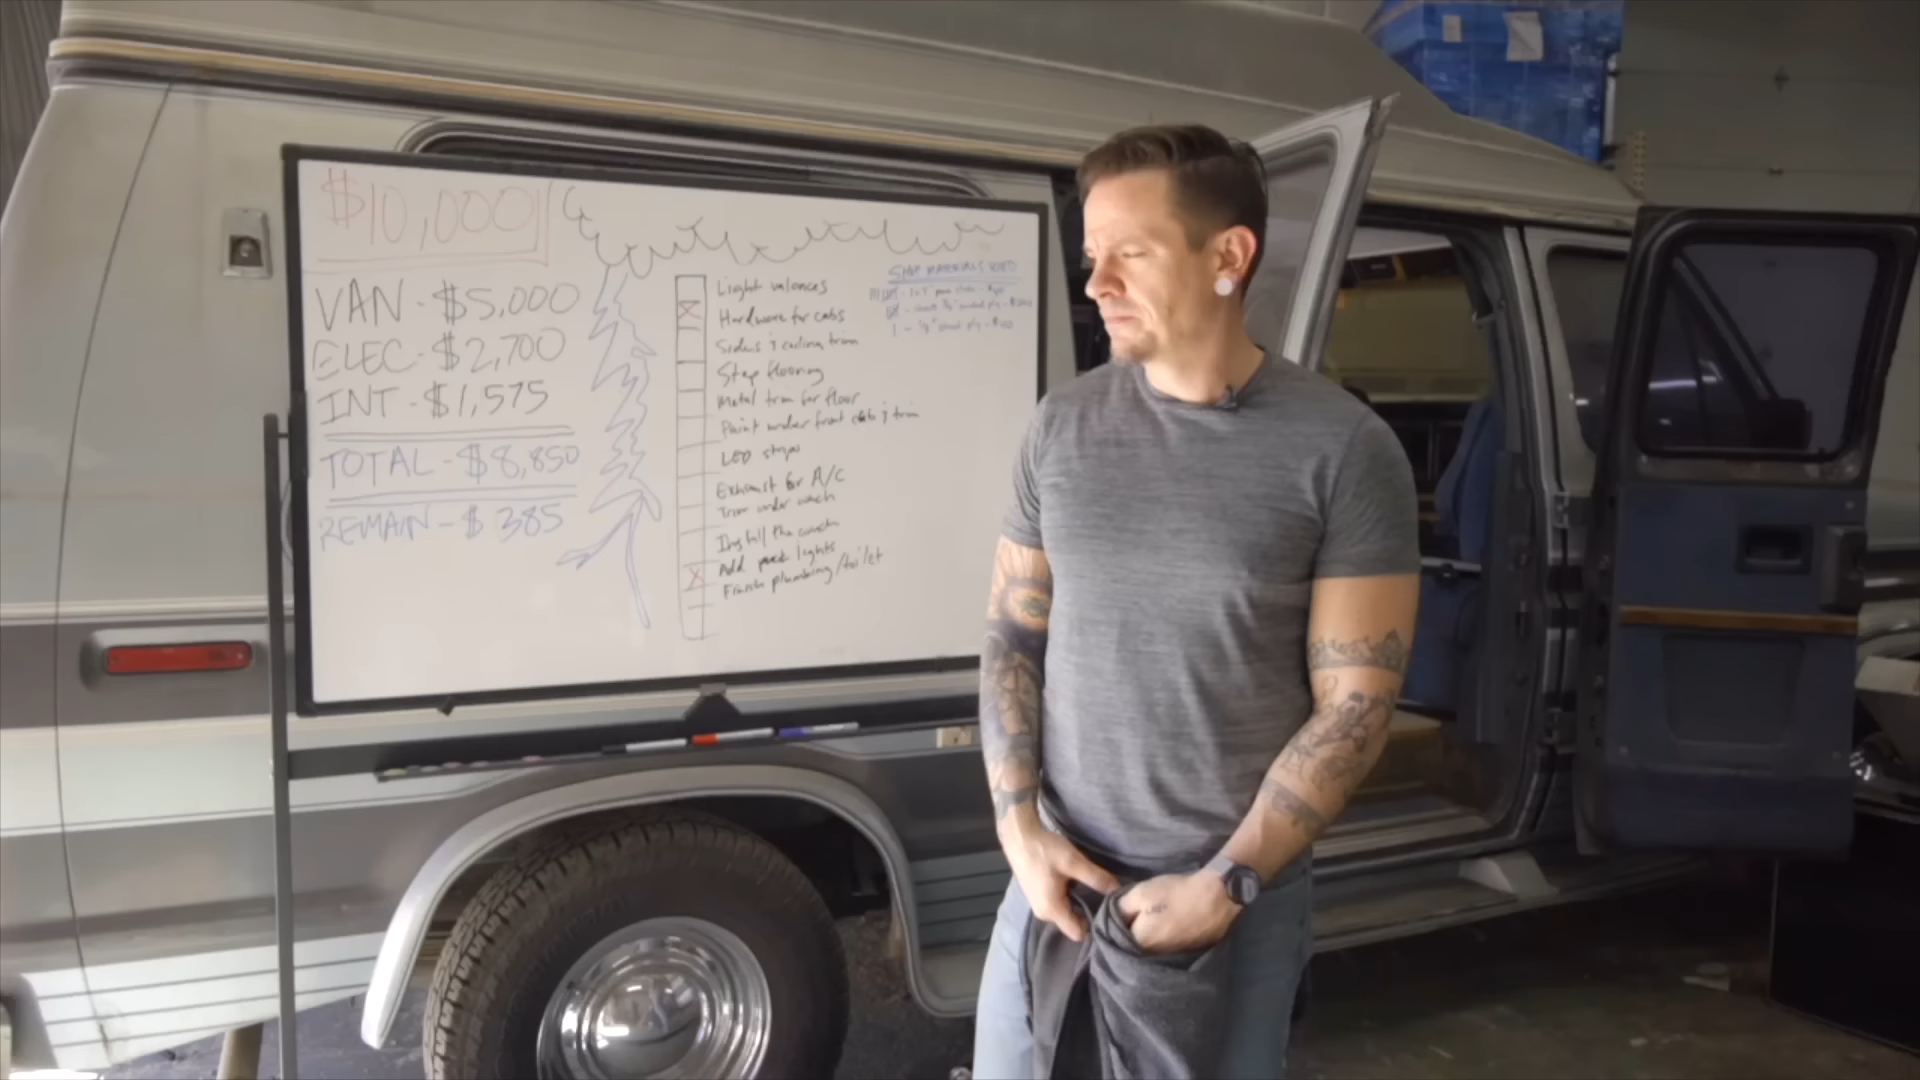 $10,000
VAN - $5,000
ELEC - $2,700
INT - $1,575
TOTAL - $8,850
REMAIN - $385
Light valances
Hardware for cabs
Sides & ceiling trim
Step flooring
Metal trim for floor
Paint under front cabs & trim
LED strips
Exhaust for A/C
Trim under couch
Install the couch
Add puck lights
Finish plumbing/toilet
SHOP MATERIALS USED